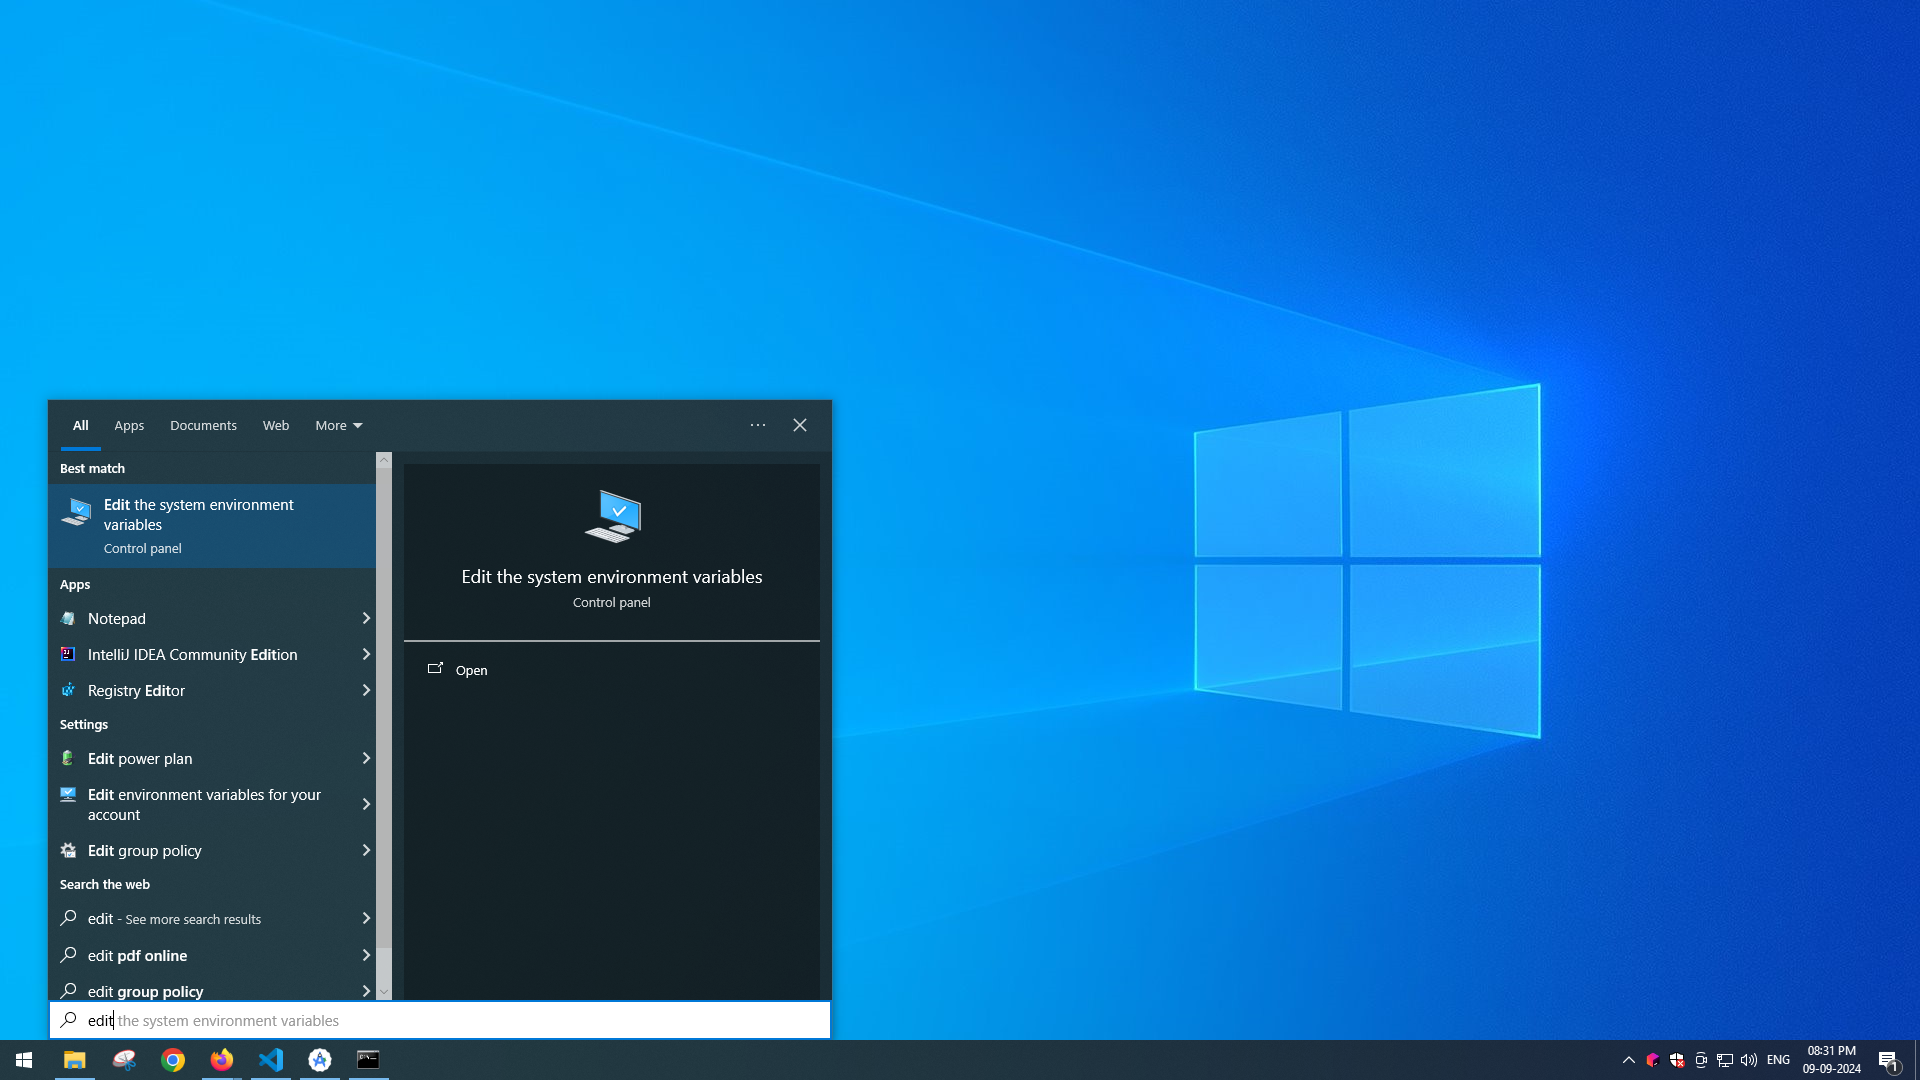 All Apps Documents Web More
Best match
Edit the system environment
variables
Control panel
Apps
Notepad
IntelliJ IDEA Community Edition
Registry Editor
Settings
Edit power plan
Edit environment variables for your
account
Edit group policy
Search the web
edit - See more search results
edit pdf online
edit group policy
Edit the system environment variables
Control panel
Open
edit the system environment variables
ENG
08:31 PM
09-09-2024
1